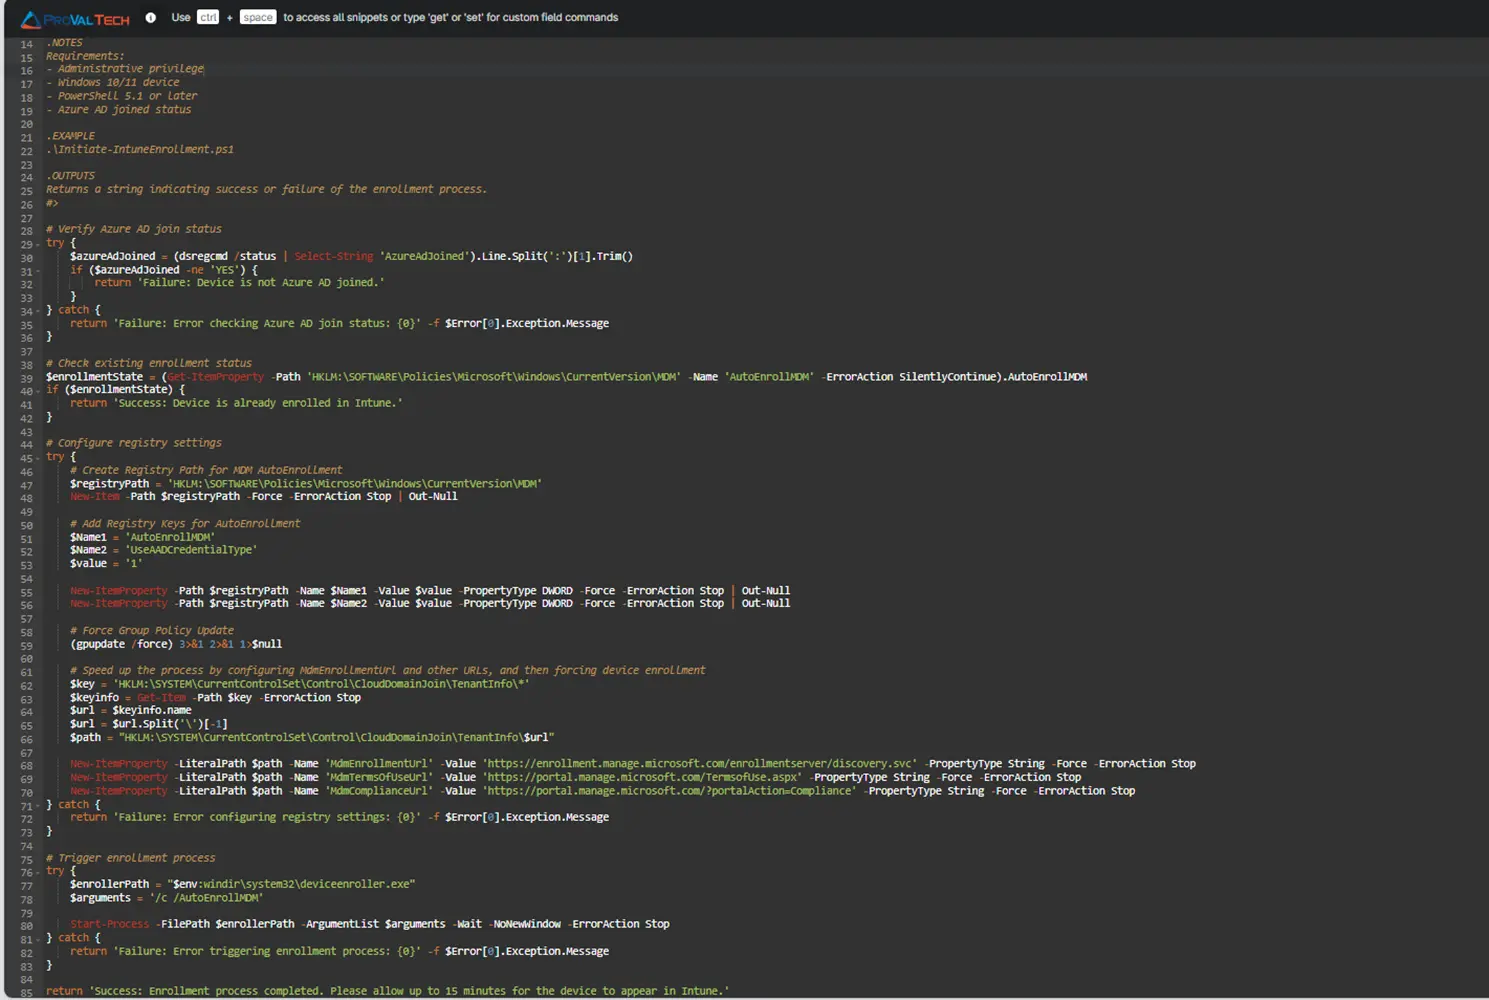 PROVALTECH Use ctrl + space to access all snippets or type 'get' or 'set' for custom field commands
14 .NOTES
15 Requirements:
16 - Administrative privilege
17 - Windows 10/11 device
18 - PowerShell 5.1 or later
19 - Azure AD joined status
20
21 .EXAMPLE
22 .\Initiate-IntuneEnrollment.ps1
23
24 .OUTPUTS
25 Returns a string indicating success or failure of the enrollment process.
26 #>
27
28 # Verify Azure AD join status
29 try {
30 $azureAdJoined = (dsregcmd /status | Select-String 'AzureAdJoined').Line.Split(':')[1].Trim()
31 if ($azureAdJoined -ne 'YES') {
32 return 'Failure: Device is not Azure AD joined.'
33 }
34 } catch {
35 return 'Failure: Error checking Azure AD join status: {0}' -f $Error[0].Exception.Message
36 }
37
38 # Check existing enrollment status
39 $enrollmentState = (Get-ItemProperty -Path 'HKLM:\SOFTWARE\Policies\Microsoft\Windows\CurrentVersion\MDM' -Name 'AutoEnrollMDM' -ErrorAction SilentlyContinue).AutoEnrollMDM
40 if ($enrollmentState) {
41 return 'Success: Device is already enrolled in Intune.'
42 }
43
44 # Configure registry settings
45 try {
46 # Create Registry Path for MDM AutoEnrollment
47 $registryPath = 'HKLM:\SOFTWARE\Policies\Microsoft\Windows\CurrentVersion\MDM'
48 New-Item -Path $registryPath -Force -ErrorAction Stop | Out-Null
49
50 # Add Registry Keys for AutoEnrollment
51 $Name1 = 'AutoEnrollMDM'
52 $Name2 = 'UseAADCredentialType'
53 $value = '1'
54
55 New-ItemProperty -Path $registryPath -Name $Name1 -Value $value -PropertyType DWORD -Force -ErrorAction Stop | Out-Null
56 New-ItemProperty -Path $registryPath -Name $Name2 -Value $value -PropertyType DWORD -Force -ErrorAction Stop | Out-Null
57
58 # Force Group Policy Update
59 (gpupdate /force) 3>&1 2>&1 1>$null
60
61 # Speed up the process by configuring MdmEnrollmentUrl and other URLs, and then forcing device enrollment
62 $key = 'HKLM:\SYSTEM\CurrentControlSet\Control\CloudDomainJoin\TenantInfo\*'
63 $keyinfo = Get-Item -Path $key -ErrorAction Stop
64 $url = $keyinfo.name
65 $url = $url.Split('\')[-1]
66 $path = "HKLM:\SYSTEM\CurrentControlSet\Control\CloudDomainJoin\TenantInfo\$url"
67
68 New-ItemProperty -LiteralPath $path -Name 'MdmEnrollmentUrl' -Value 'https://enrollment.manage.microsoft.com/enrollmentserver/discovery.svc' -PropertyType String -Force -ErrorAction Stop
69 New-ItemProperty -LiteralPath $path -Name 'MdmTermsOfUseUrl' -Value 'https://portal.manage.microsoft.com/TermsofUse.aspx' -PropertyType String -Force -ErrorAction Stop
70 New-ItemProperty -LiteralPath $path -Name 'MdmComplianceUrl' -Value 'https://portal.manage.microsoft.com/?portalAction=Compliance' -PropertyType String -Force -ErrorAction Stop
71 } catch {
72 return 'Failure: Error configuring registry settings: {0}' -f $Error[0].Exception.Message
73 }
74
75 # Trigger enrollment process
76 try {
77 $enrollerPath = "$env:windir\system32\deviceenroller.exe"
78 $arguments = '/c /AutoEnrollMDM'
79
80 Start-Process -FilePath $enrollerPath -ArgumentList $arguments -Wait -NoNewWindow -ErrorAction Stop
81 } catch {
82 return 'Failure: Error triggering enrollment process: {0}' -f $Error[0].Exception.Message
83 }
84
85 return 'Success: Enrollment process completed. Please allow up to 15 minutes for the device to appear in Intune.'